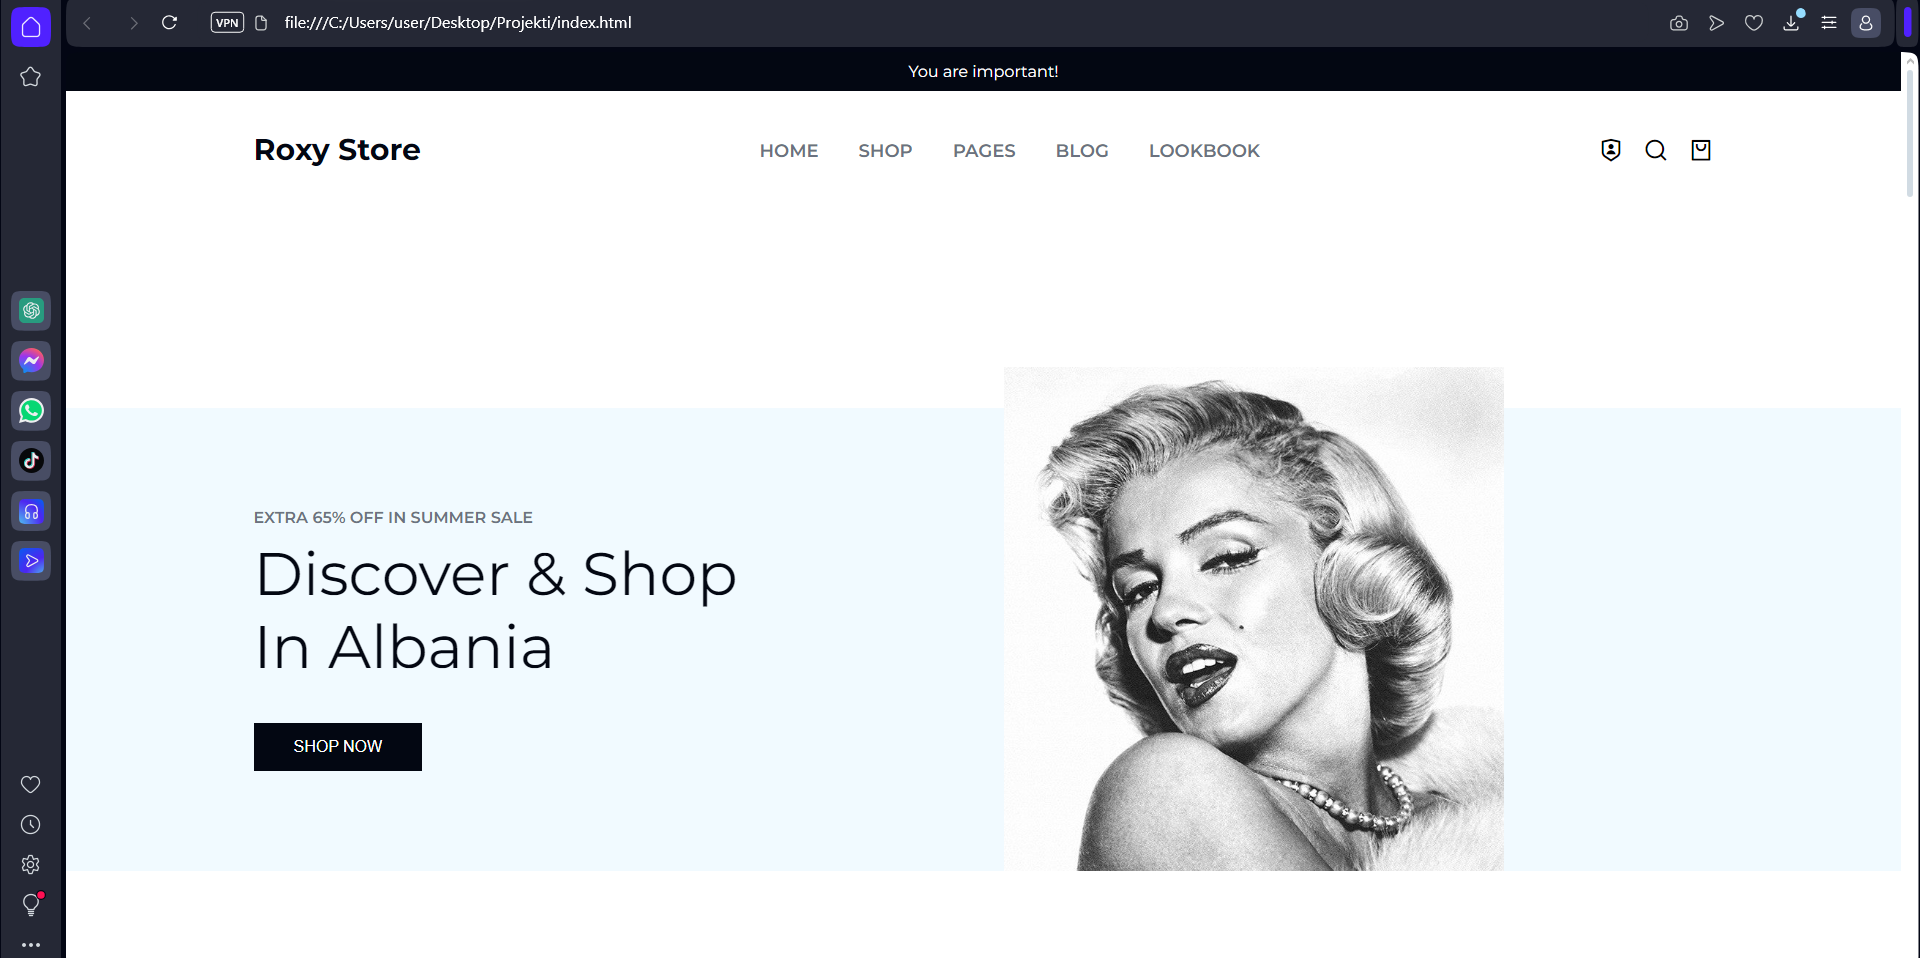 VPN
file:///C:/Users/user/Desktop/Projekti/index.html
You are important!
Roxy Store
HOME SHOP PAGES BLOG LOOKBOOK
EXTRA 65% OFF IN SUMMER SALE
Discover & Shop
In Albania
SHOP NOW